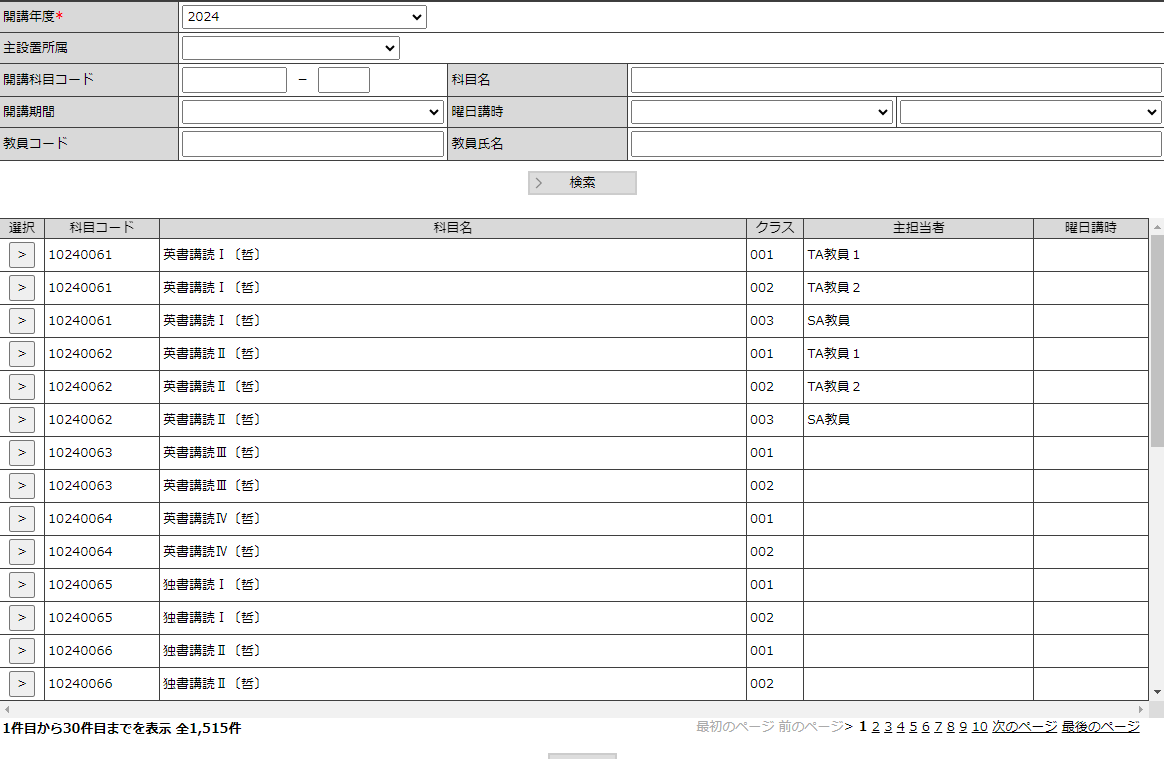 開講年度* 2024
主設置所属
開講科目コード － 科目名
開講期間 曜日講時
教員コード 教員氏名
> 検索
選択 科目コード 科目名 クラス 主担当者 曜日講時
> 10240061 英書講読Ⅰ〔哲〕 001 TA教員１
> 10240061 英書講読Ⅰ〔哲〕 002 TA教員２
> 10240061 英書講読Ⅰ〔哲〕 003 SA教員
> 10240062 英書講読Ⅱ〔哲〕 001 TA教員１
> 10240062 英書講読Ⅱ〔哲〕 002 TA教員２
> 10240062 英書講読Ⅱ〔哲〕 003 SA教員
> 10240063 英書講読Ⅲ〔哲〕 001
> 10240063 英書講読Ⅲ〔哲〕 002
> 10240064 英書講読Ⅳ〔哲〕 001
> 10240064 英書講読Ⅳ〔哲〕 002
> 10240065 独書講読Ⅰ〔哲〕 001
> 10240065 独書講読Ⅰ〔哲〕 002
> 10240066 独書講読Ⅱ〔哲〕 001
> 10240066 独書講読Ⅱ〔哲〕 002
1件目から30件目までを表示 全1,515件 最初のページ 前のページ> 1 2 3 4 5 6 7 8 9 10 次のページ 最後のページ